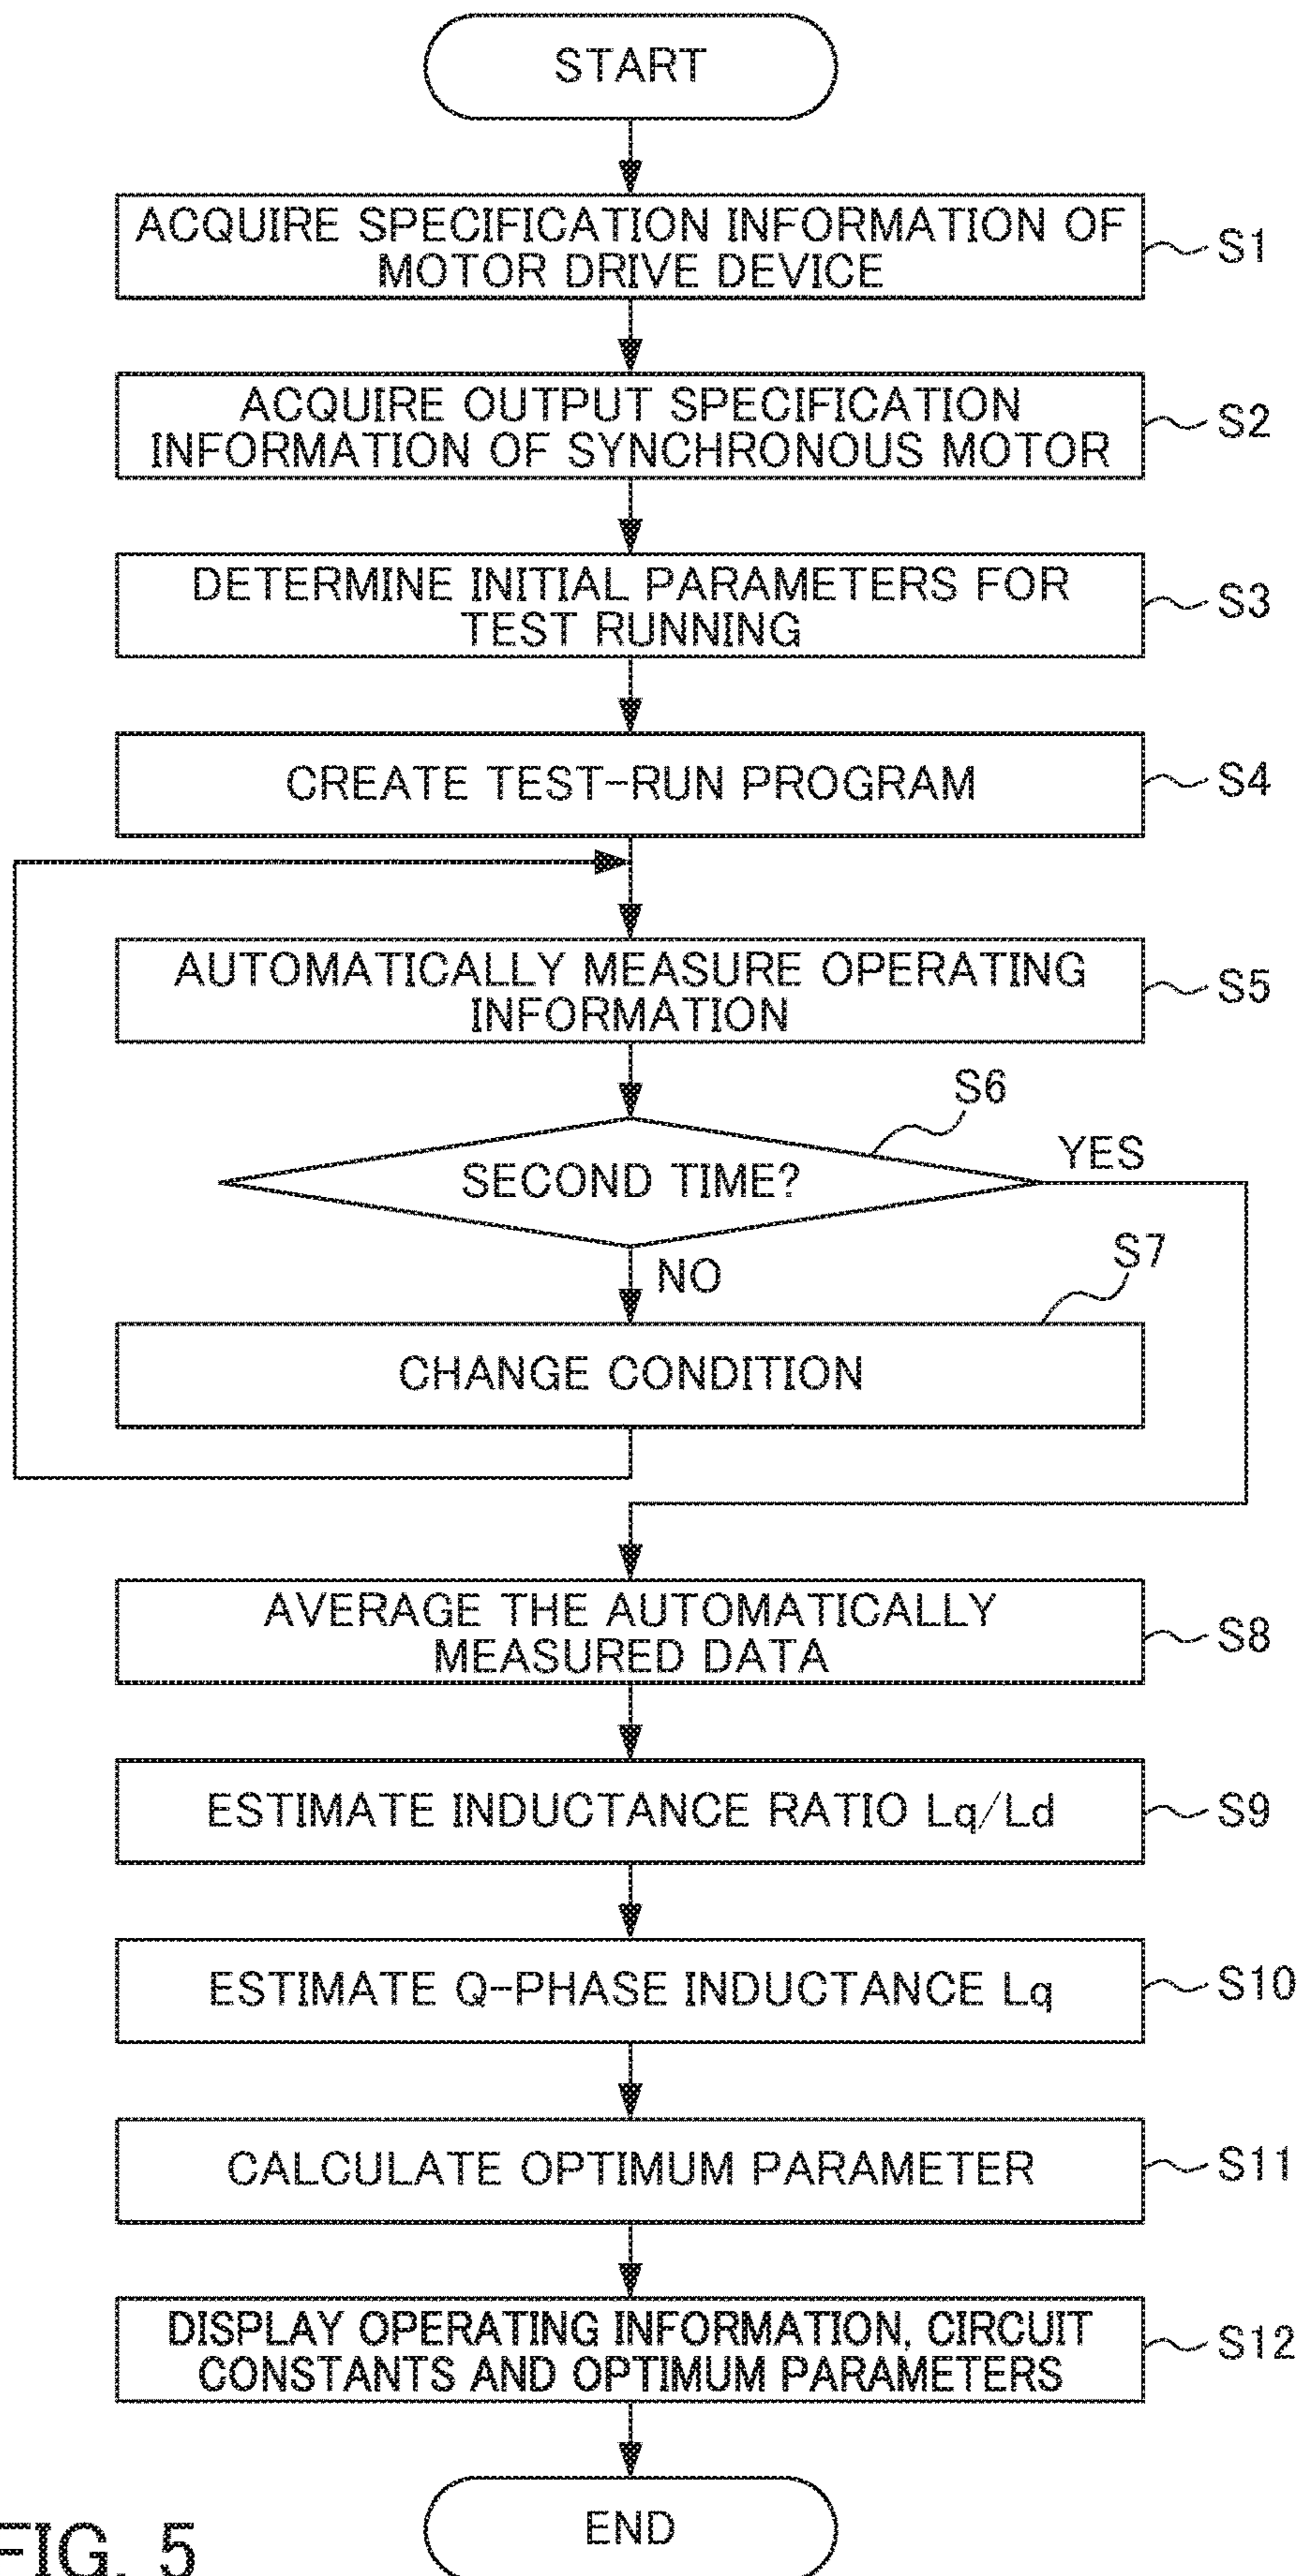 START
ACQUIRE SPECIFICATION INFORMATION OF
MOTOR DRIVE DEVICE
S1
ACQUIRE OUTPUT SPECIFICATION
INFORMATION OF SYNCHRONOUS MOTOR
S2
DETERMINE INITIAL PARAMETERS FOR
TEST RUNNING
S3
CREATE TEST-RUN PROGRAM
S4
AUTOMATICALLY MEASURE OPERATING
INFORMATION
S5
S6
SECOND TIME?
YES
NO
S7
CHANGE CONDITION
AVERAGE THE AUTOMATICALLY
MEASURED DATA
S8
ESTIMATE INDUCTANCE RATIO Lq/Ld
S9
ESTIMATE Q-PHASE INDUCTANCE Lq
S10
CALCULATE OPTIMUM PARAMETER
S11
DISPLAY OPERATING INFORMATION, CIRCUIT
CONSTANTS AND OPTIMUM PARAMETERS
S12
END
FIG. 5